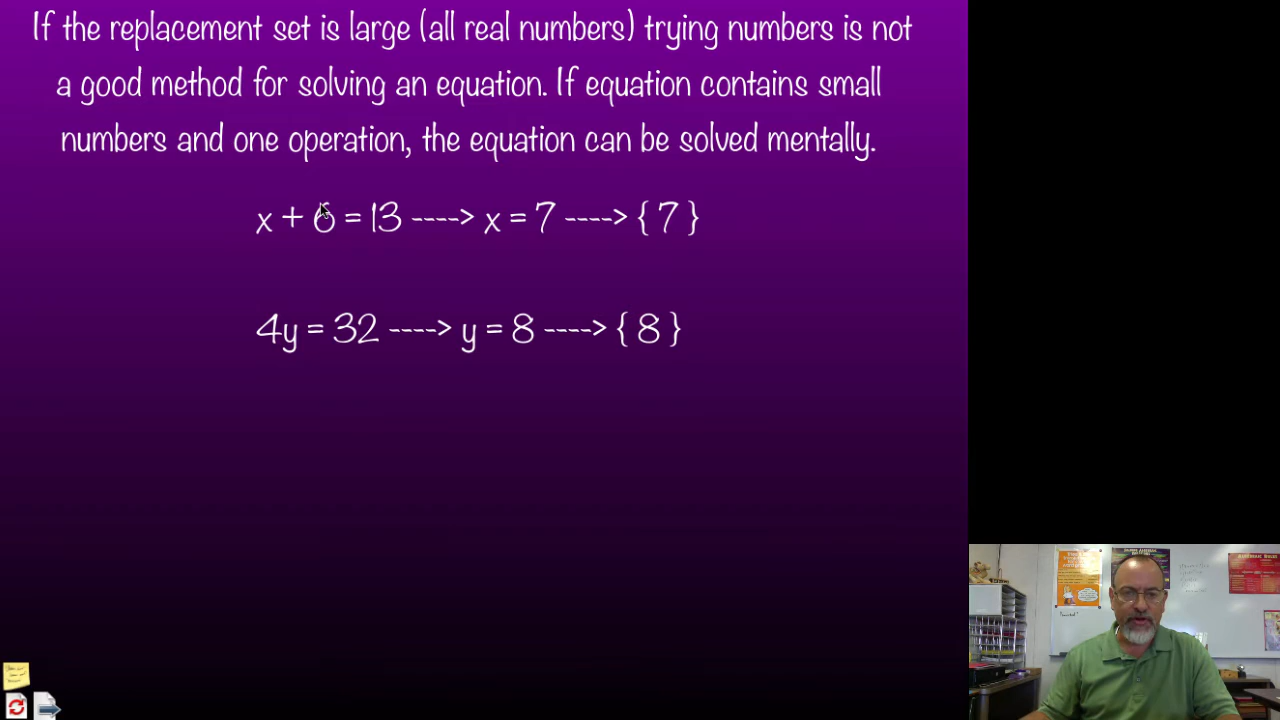 If the replacement set is large (all real numbers) trying numbers is not
a good method for solving an equation. If equation contains small
numbers and one operation, the equation can be solved mentally.
x + 6 = 13 ----> x = 7 ----> { 7 }
4y = 32 ----> y = 8 ----> { 8 }